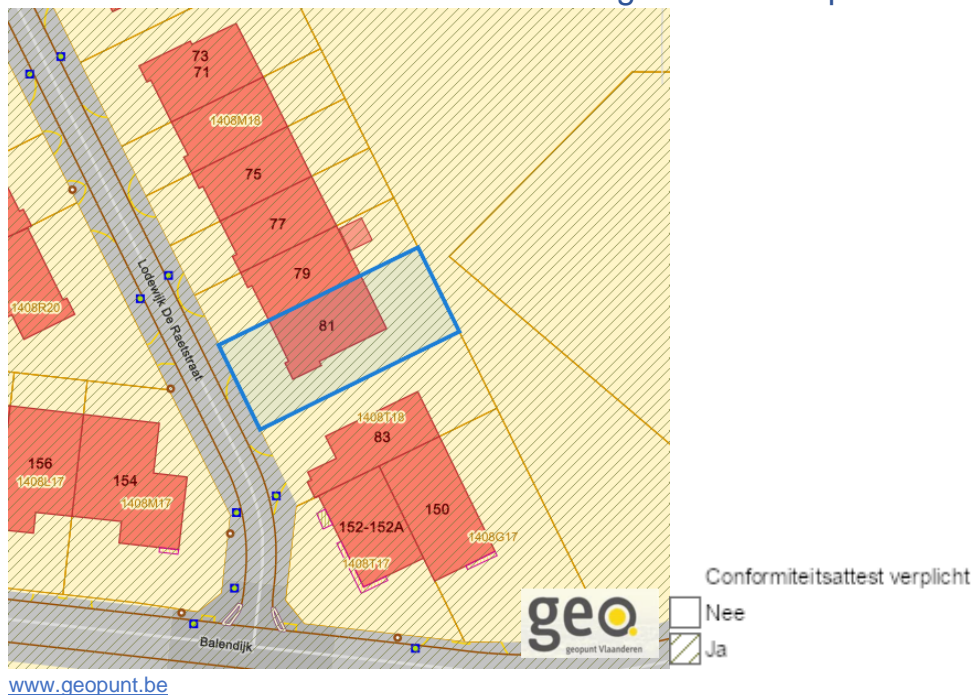 73
71
1408M18
75
77
79
81
Lodewijk De Raetstraat
1408R20
1408T18
83
156
1408L17
154
1408M17
150
152-152A
1408G17
1408T17
Balendijk
geo
geopunt Vlaanderen
Conformiteitsattest verplicht
Nee
Ja
www.geopunt.be